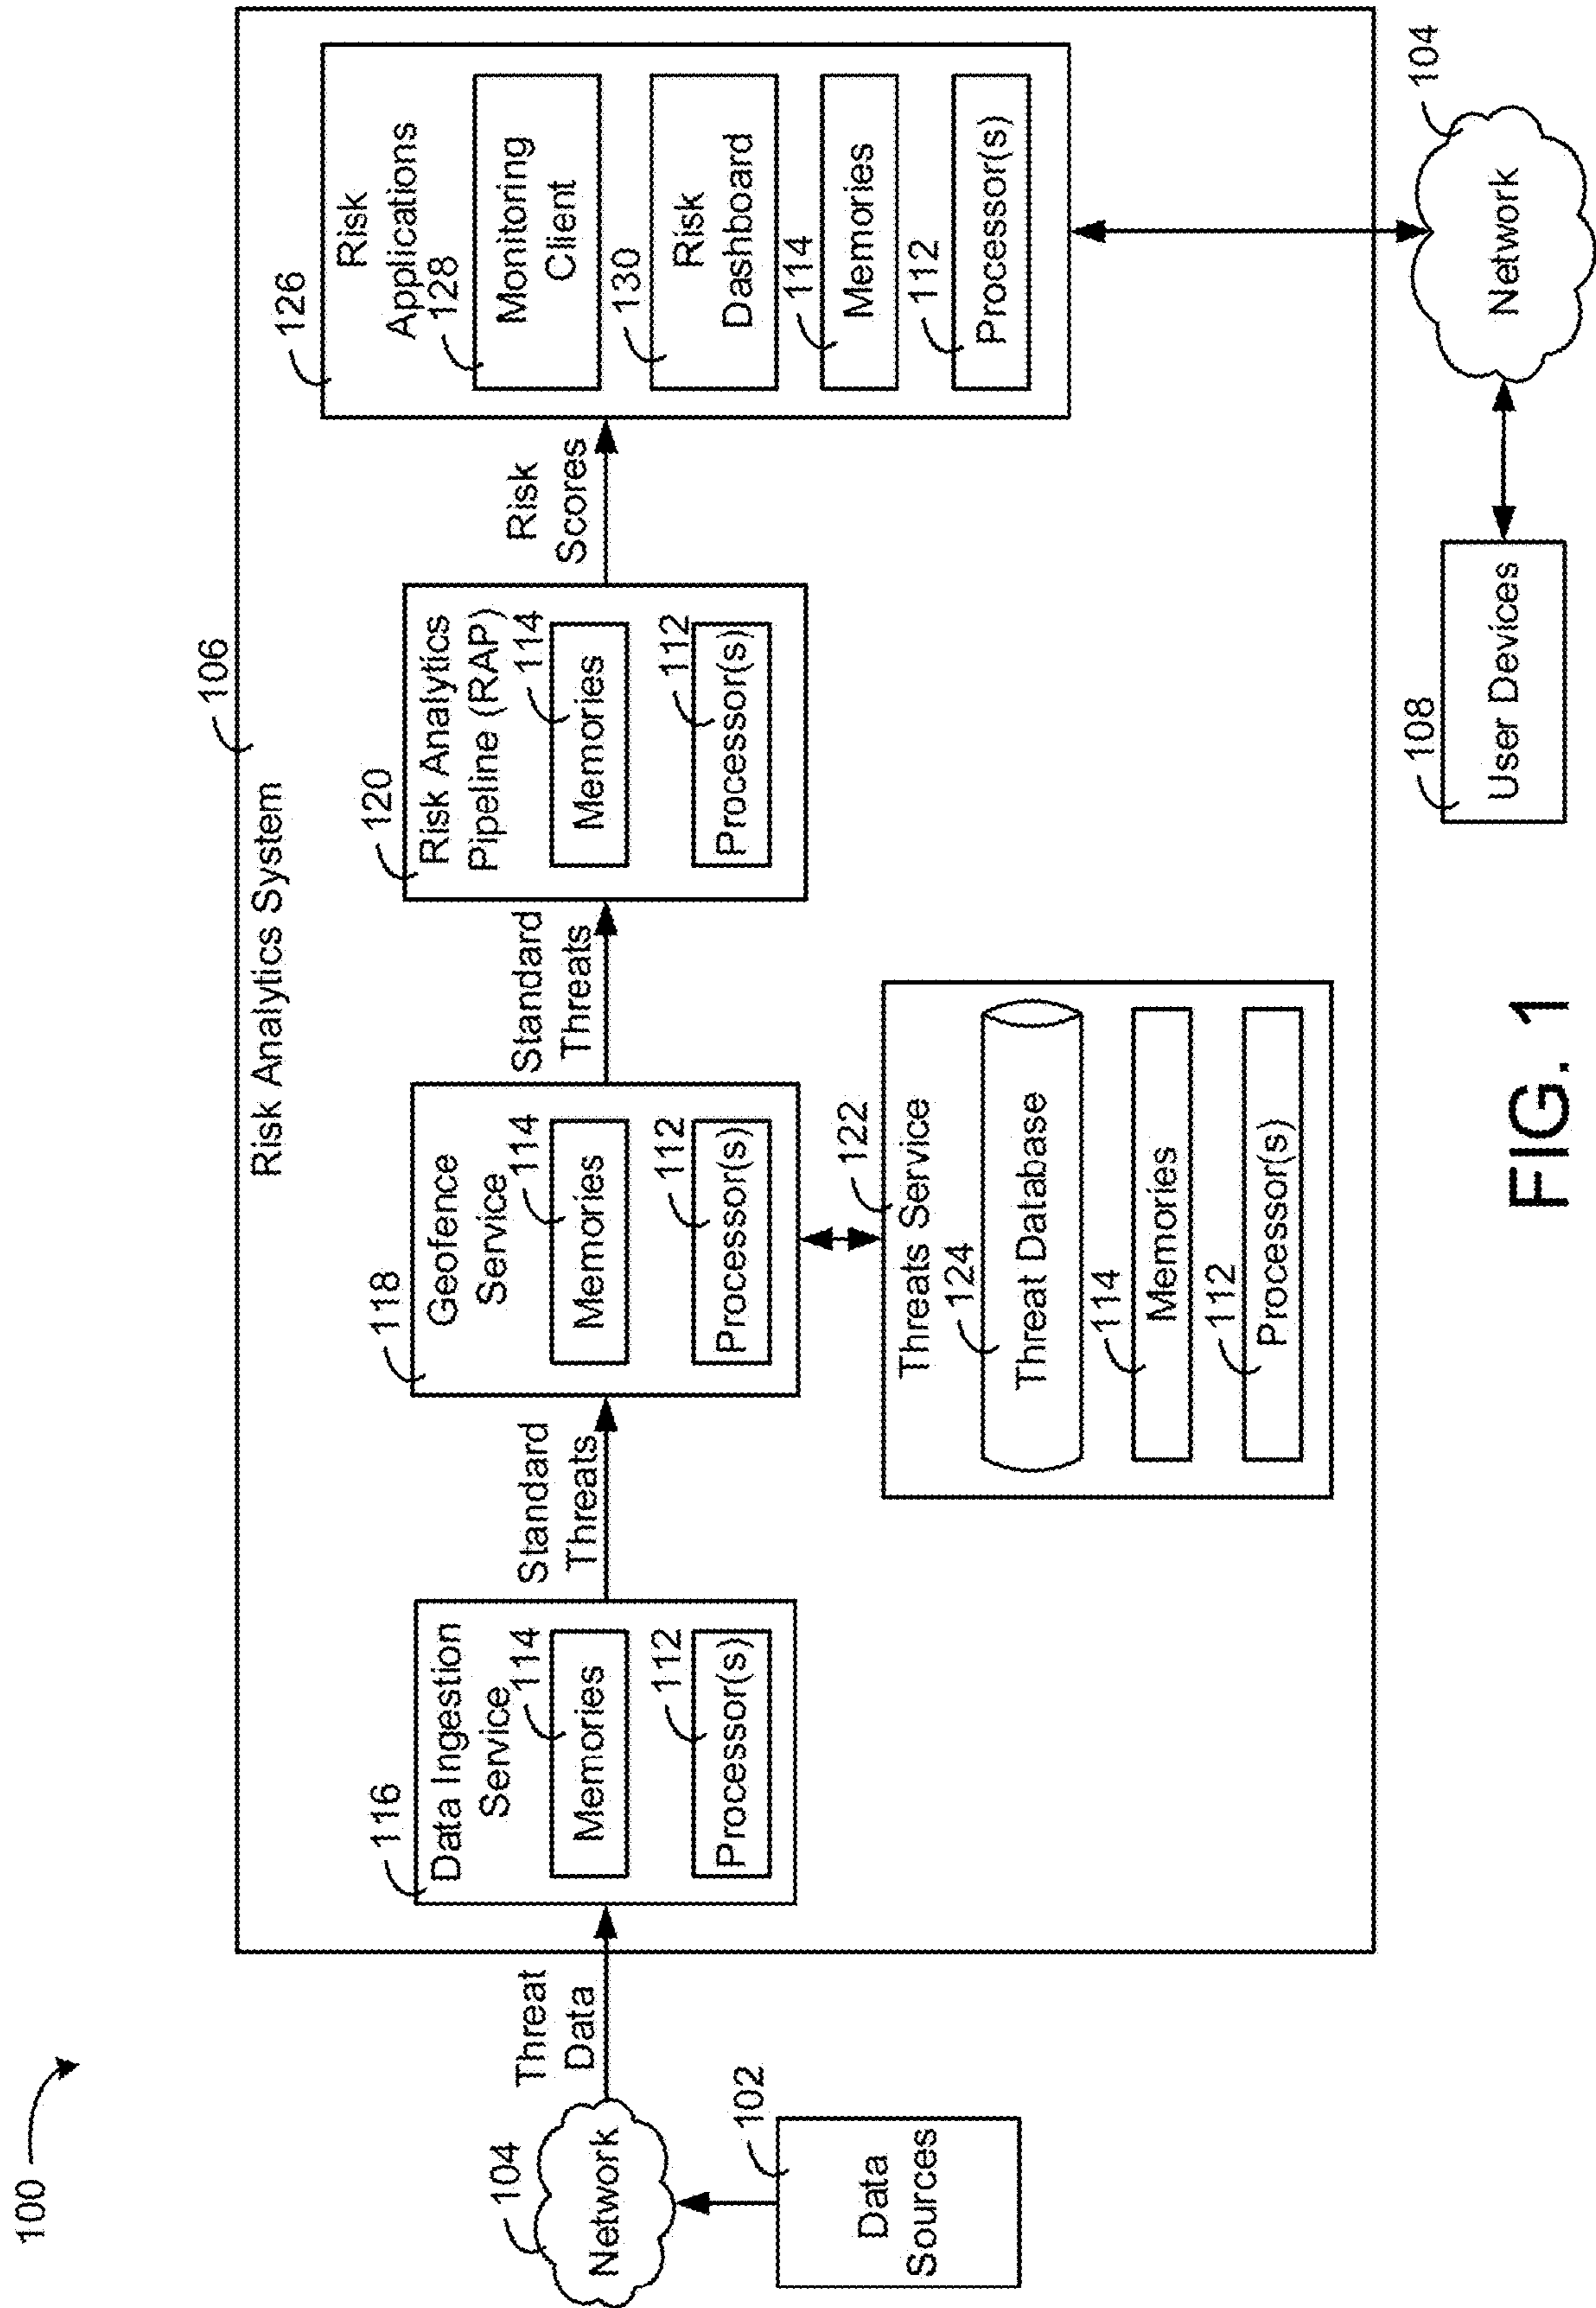 100
106
Risk Analytics System
104
Network
102
Data
Sources
Threat
Data
116
Data Ingestion
Service
114
Memories
112
Processor(s)
Standard
Threats
118
Geofence
Service
114
Memories
112
Processor(s)
Standard
Threats
120
Risk Analytics
Pipeline (RAP)
114
Memories
112
Processor(s)
Risk
Scores
126
Risk
Applications
128
Monitoring
Client
130
Risk
Dashboard
114
Memories
112
Processor(s)
122
Threats Service
124
Threat Database
114
Memories
112
Processor(s)
108
User Devices
104
Network
FIG. 1